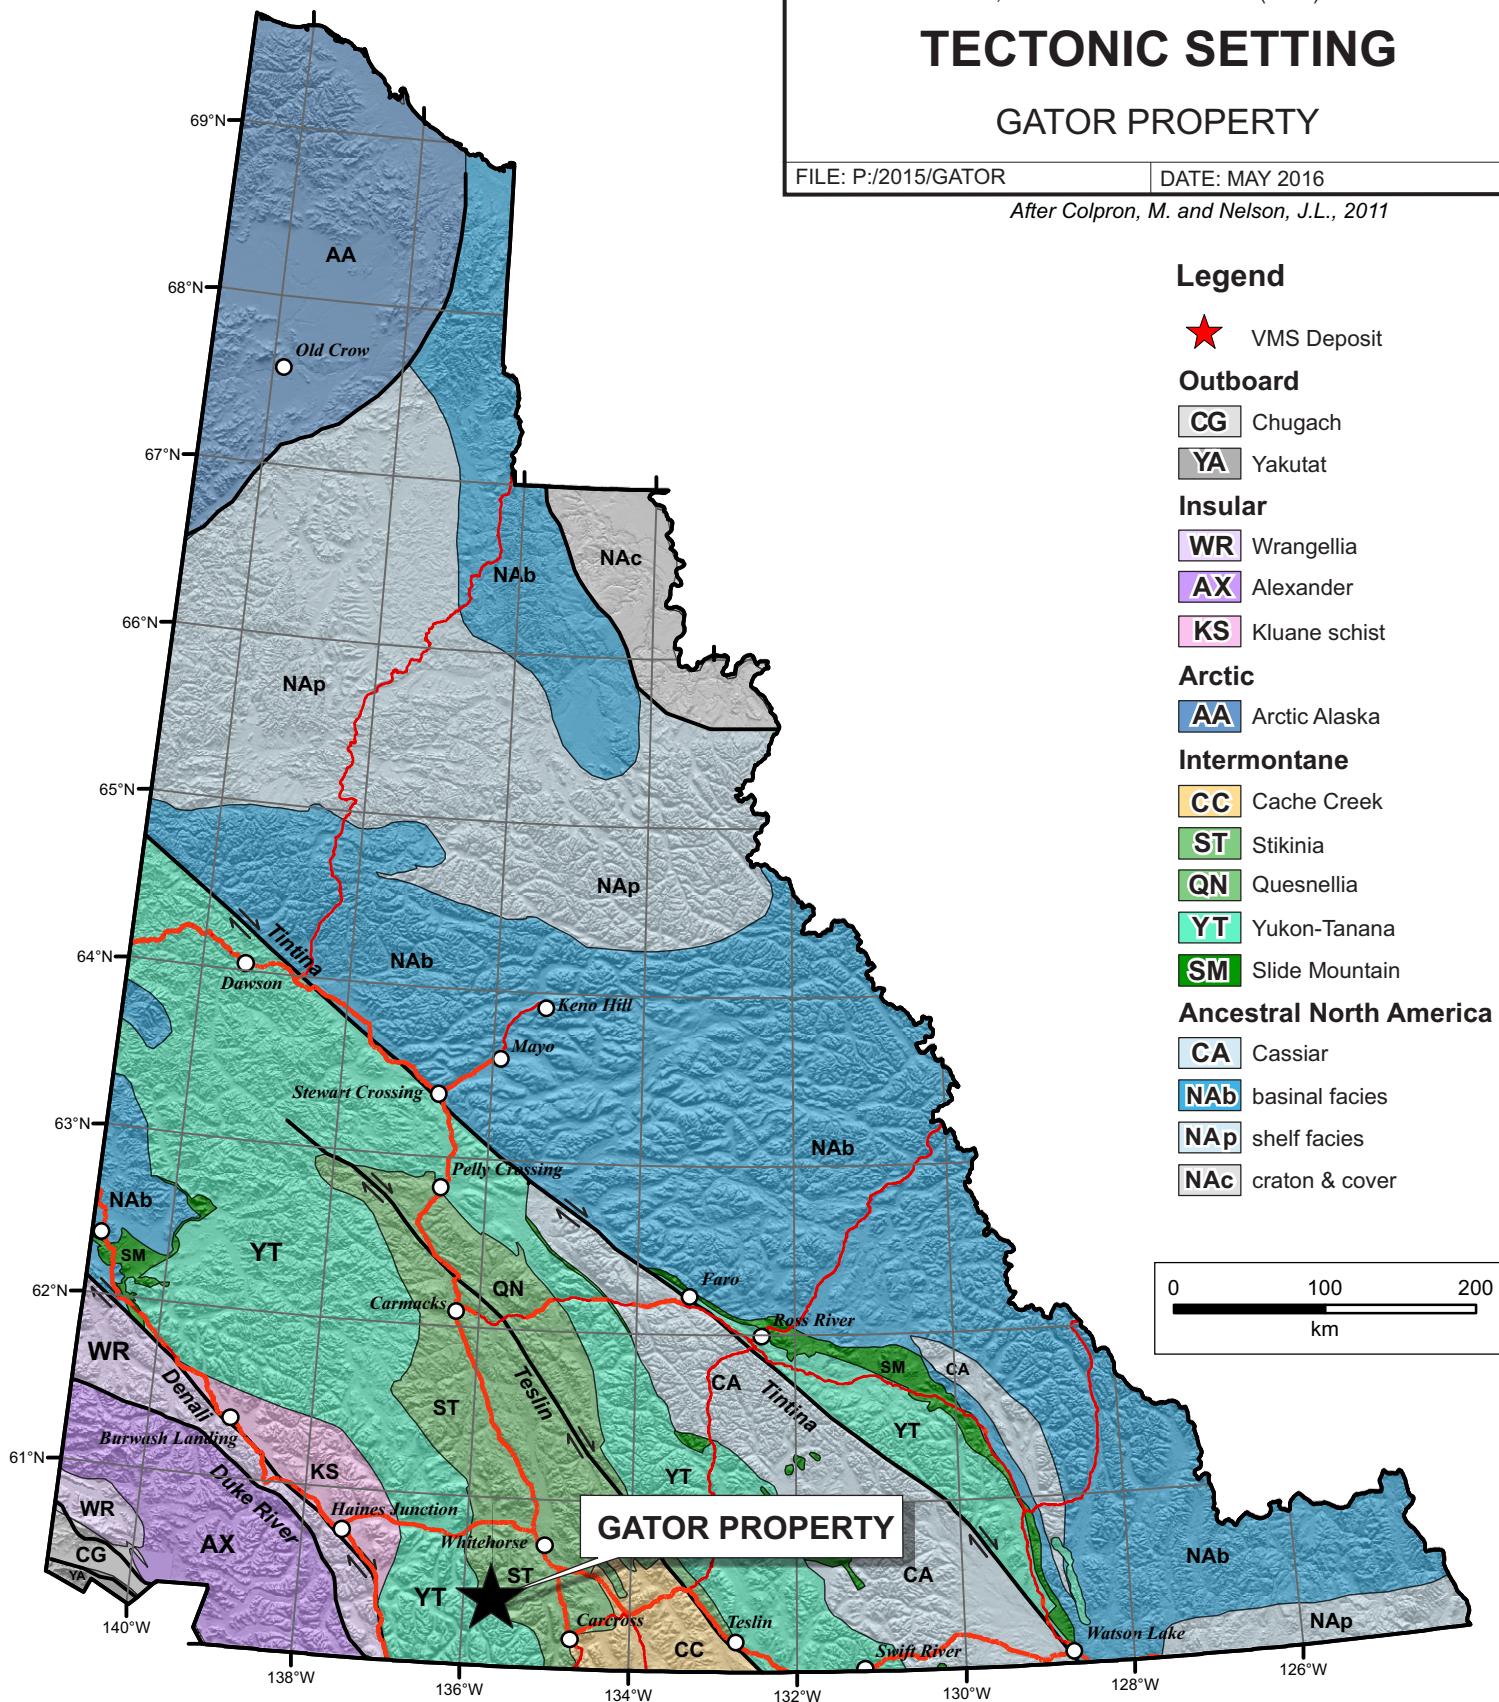 TECTONIC SETTING
GATOR PROPERTY
FILE: P:/2015/GATOR
DATE: MAY 2016
After Colpron, M. and Nelson, J.L., 2011
Legend
VMS Deposit
Outboard
CG Chugach
YA Yakutat
Insular
WR Wrangellia
AX Alexander
KS Kluane schist
Arctic
AA Arctic Alaska
Intermontane
CC Cache Creek
ST Stikinia
QN Quesnellia
YT Yukon-Tanana
SM Slide Mountain
Ancestral North America
CA Cassiar
NAb basinal facies
NAp shelf facies
NAc craton & cover
0 100 200
km
69°N
AA
68°N
Old Crow
67°N
NAc
NAb
66°N
NAp
65°N
NAp
Tintina
64°N
NAb
Dawson
Keno Hill
Mayo
Stewart Crossing
63°N
NAb
Pelly Crossing
NAb
YT
SM
62°N
Faro
QN
Carmacks
Ross River
WR
SM
CA
Denali
Teslin
CA
Tintina
ST
YT
Burwash Landing
61°N
KS
YT
Duke River
WR
Haines Junction
GATOR PROPERTY
AX
Whitehorse
CG
NAb
YA
ST
CA
YT
Carcross
Teslin
NAp
140°W
CC
Swift River
Watson Lake
138°W
136°W
134°W
132°W
130°W
128°W
126°W